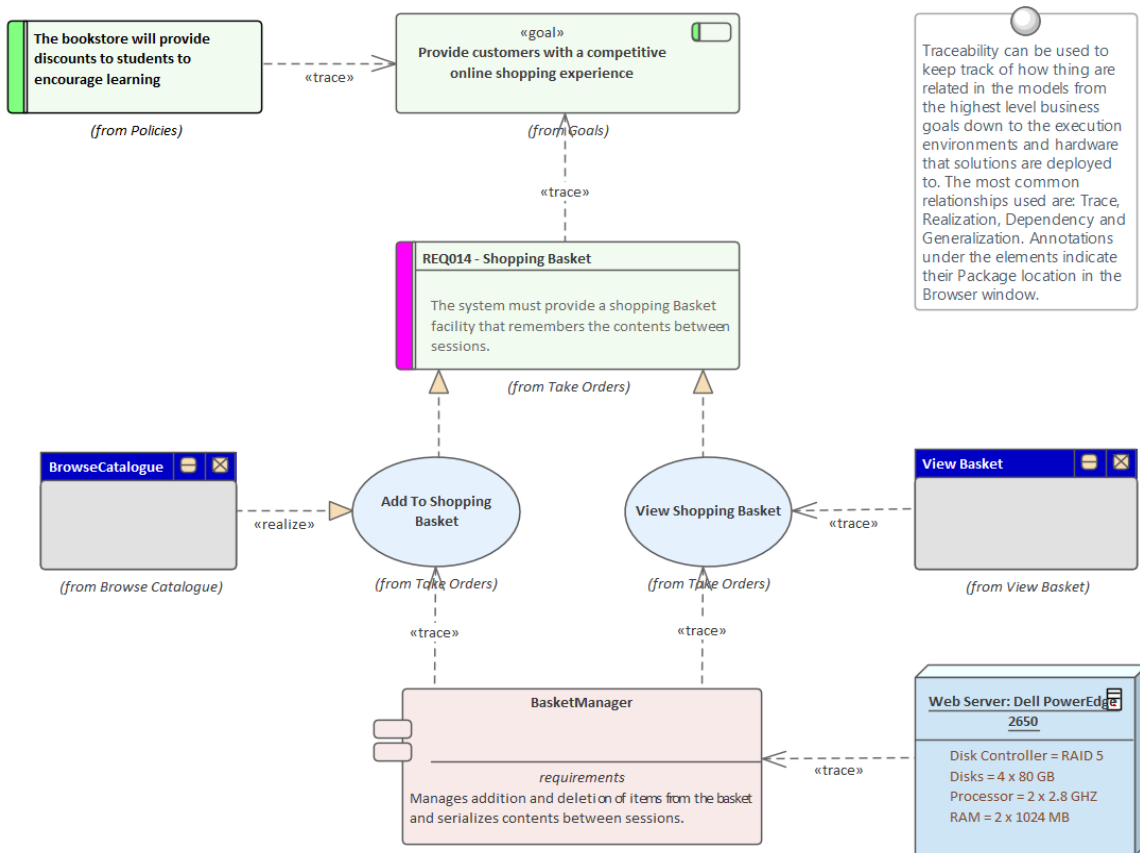 The bookstore will provide
discounts to students to
encourage learning
(from Policies)
«trace»
«goal»
Provide customers with a competitive
online shopping experience
(from Goals)
Traceability can be used to
keep track of how thing are
related in the models from
the highest level business
goals down to the execution
environments and hardware
that solutions are deployed
to. The most common
relationships used are: Trace,
Realization, Dependency and
Generalization. Annotations
under the elements indicate
their Package location in the
Browser window.
«trace»
REQ014 - Shopping Basket
The system must provide a shopping Basket
facility that remembers the contents between
sessions.
(from Take Orders)
BrowseCatalogue
(from Browse Catalogue)
«realize»
Add To Shopping
Basket
(from Take Orders)
View Shopping Basket
(from Take Orders)
«trace»
View Basket
(from View Basket)
«trace»
«trace»
BasketManager
requirements
Manages addition and deletion of items from the basket
and serializes contents between sessions.
«trace»
Web Server: Dell PowerEdge
2650
Disk Controller = RAID 5
Disks = 4 x 80 GB
Processor = 2 x 2.8 GHZ
RAM = 2 x 1024 MB